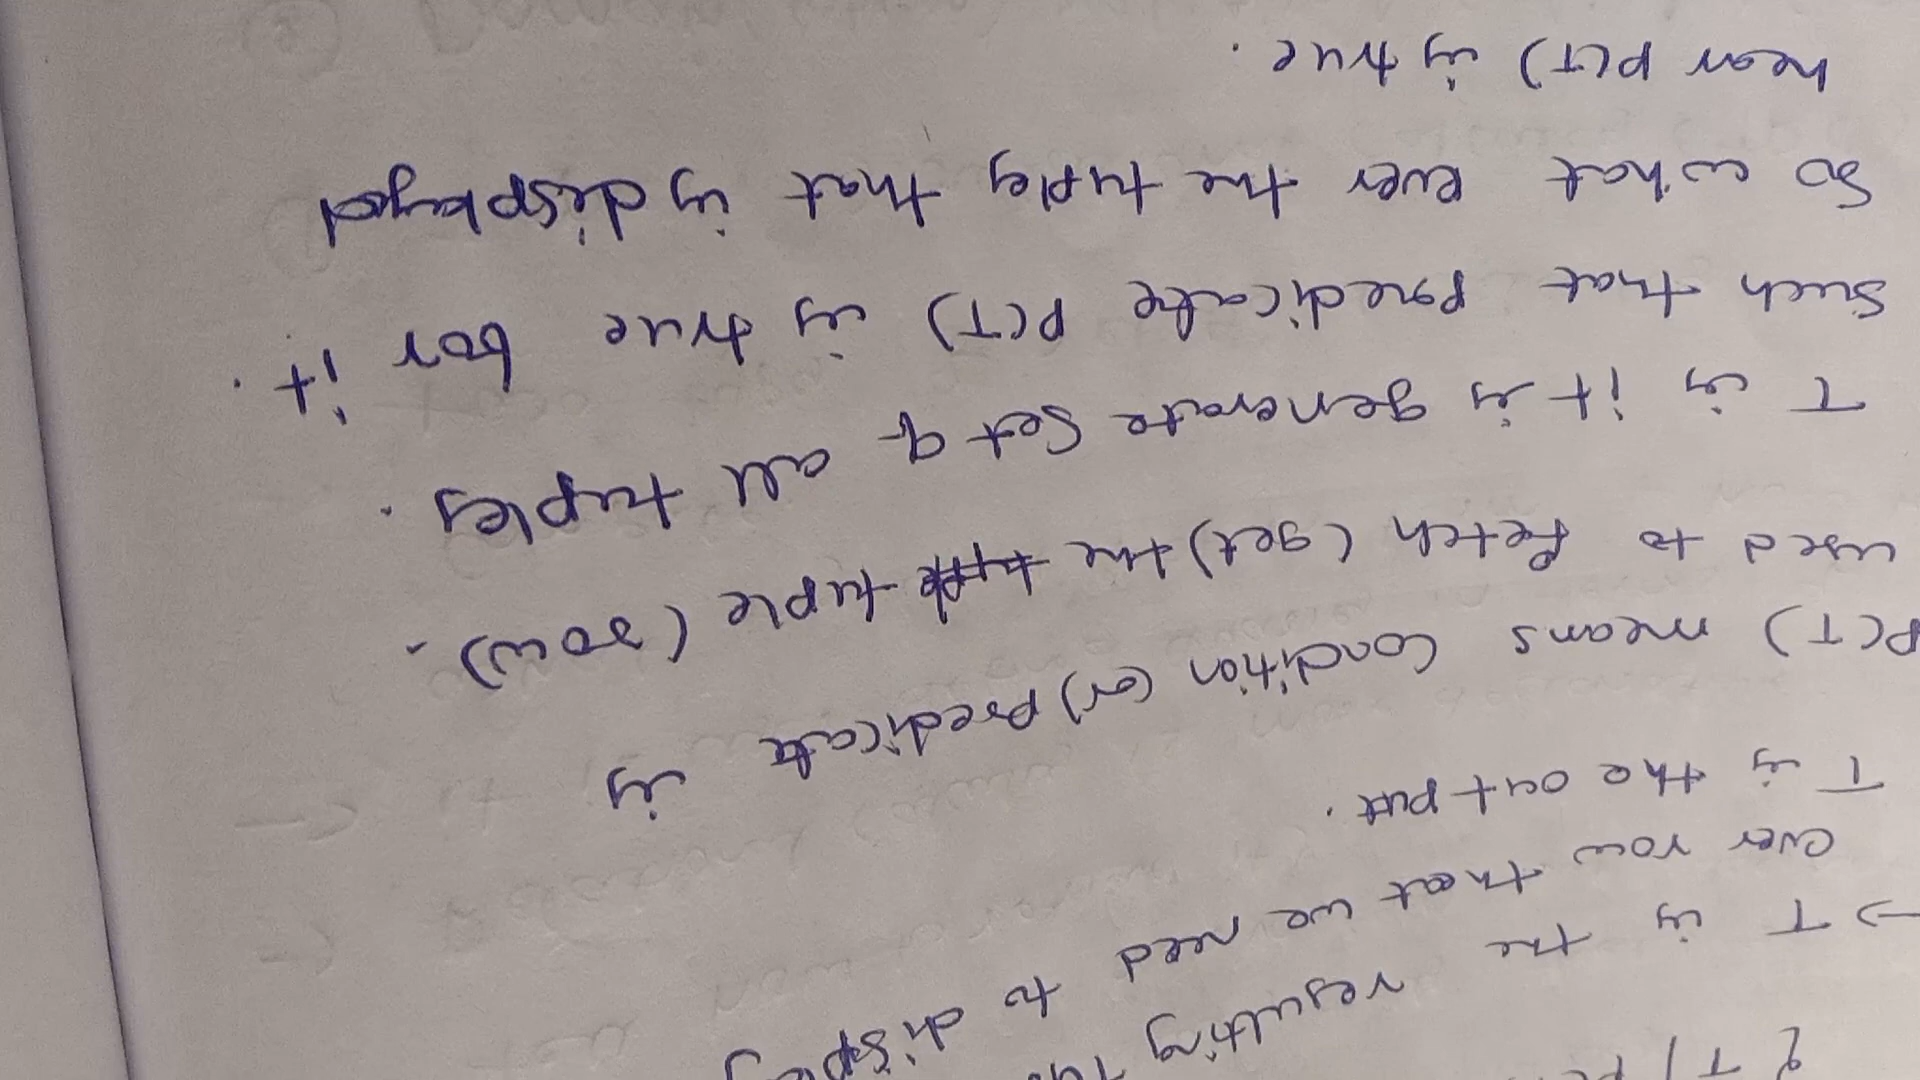 { T / P(
→ T is the resulting Tu
ever row that we need to display
T is the output.
P(T) means condition (or) predicate is
used to fetch (get) the tuple (row).
T is it is generate set of all tuples.
Such that predicate P(T) is true for it.
So what ever the tuples that is displayed
hear P(T) is true.